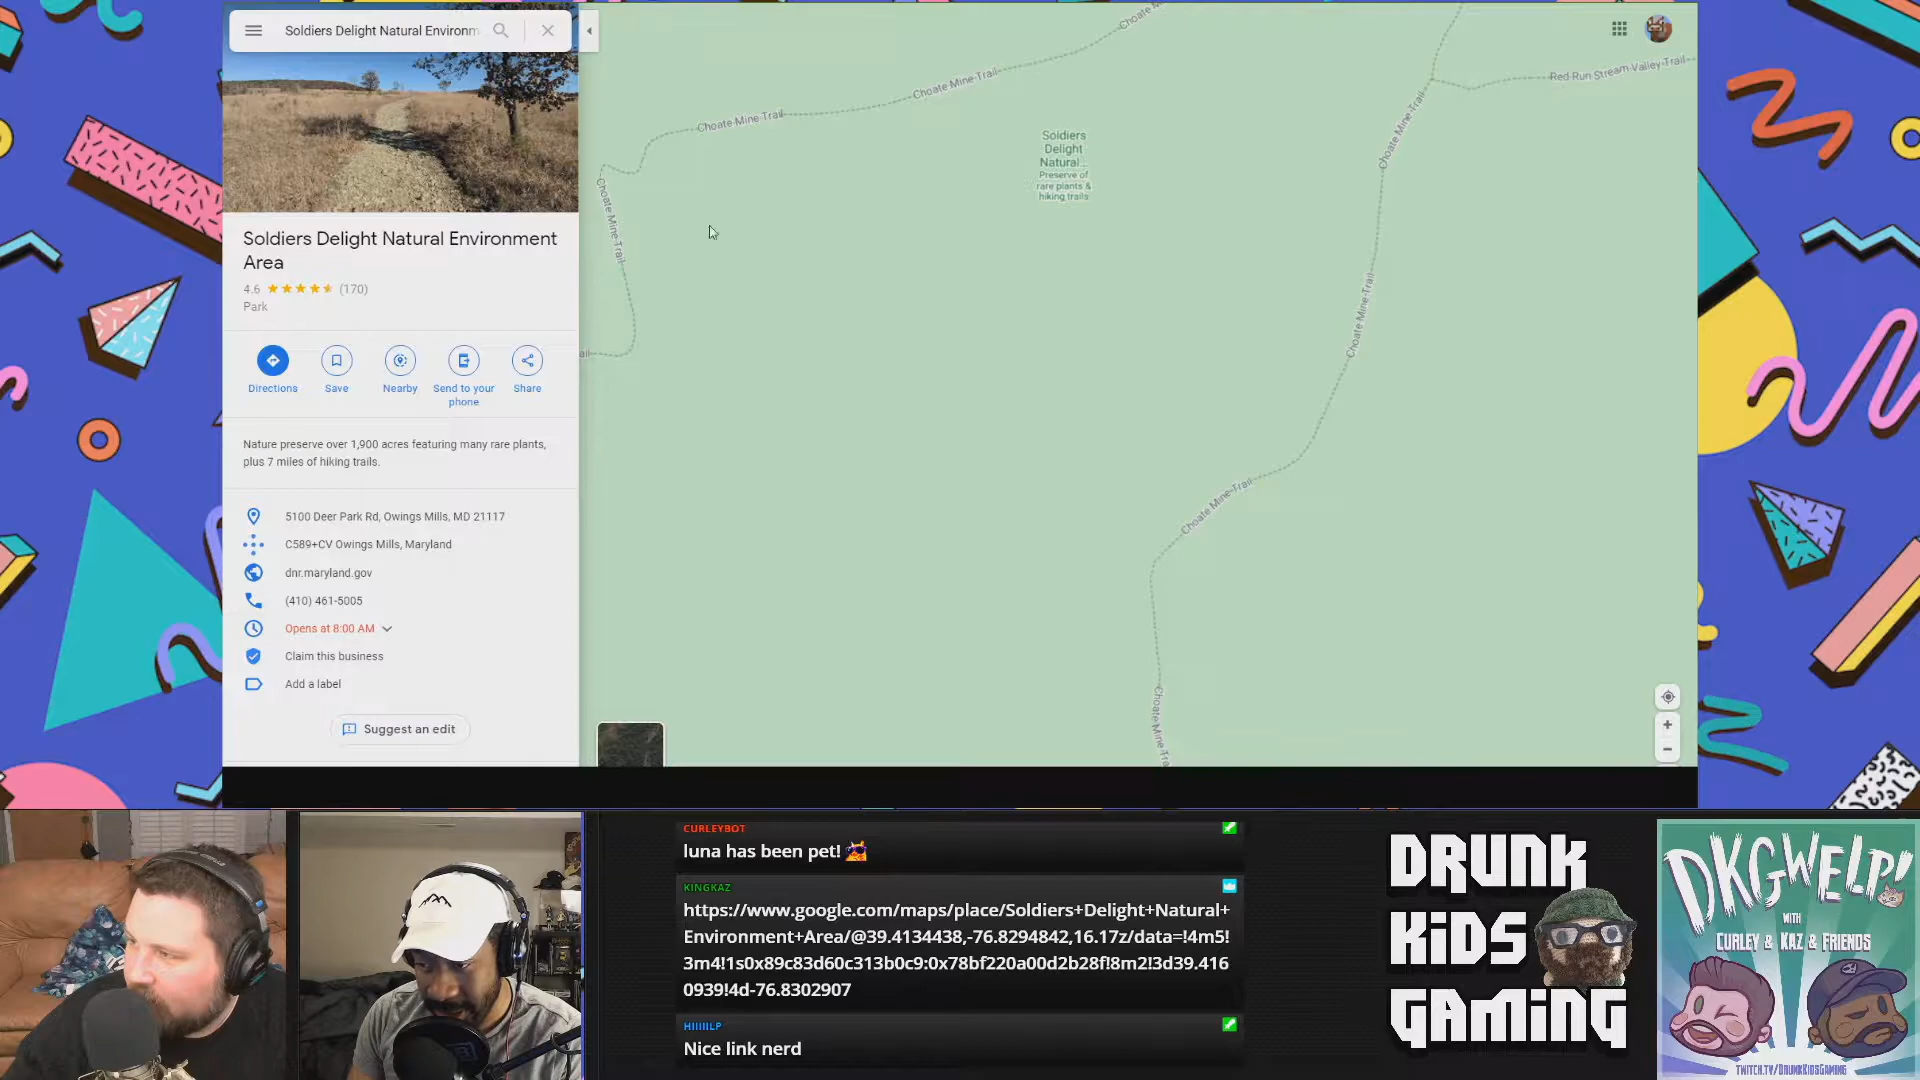 Soldiers Delight Natural Environm
Soldiers Delight Natural Environment
Area
4.6 (170)
Park
Directions
Save
Nearby
Send to your
phone
Share
Nature preserve over 1,900 acres featuring many rare plants,
plus 7 miles of hiking trails.
5100 Deer Park Rd, Owings Mills, MD 21117
C589+CV Owings Mills, Maryland
dnr.maryland.gov
(410) 461-5005
Opens at 8:00 AM
Claim this business
Add a label
Suggest an edit
Choate Mine Trail
Choate Mine Trail
Choate Mine Trail
Choate Mine Trail
Red Run Stream Valley Trail
Soldiers
Delight
Natural...
Preserve of
rare plants &
hiking trails
Choate Mine Trail
Choate Mine Trail
Choate Mine Trail
Choate Mine Tra
ail
CURLEYBOT
luna has been pet!
KINGKAZ
https://www.google.com/maps/place/Soldiers+Delight+Natural+
Environment+Area/@39.4134438,-76.8294842,16.17z/data=!4m5!
3m4!1s0x89c83d60c313b0c9:0x78bf220a00d2b28f!8m2!3d39.416
0939!4d-76.8302907
HIIIIILP
Nice link nerd
DRUNK
KiDS
GAMiNG
DKGWELP!
WITH
CURLEY & KAZ & FRIENDS
TWITCH.TV/DRUNKKIDSGAMING